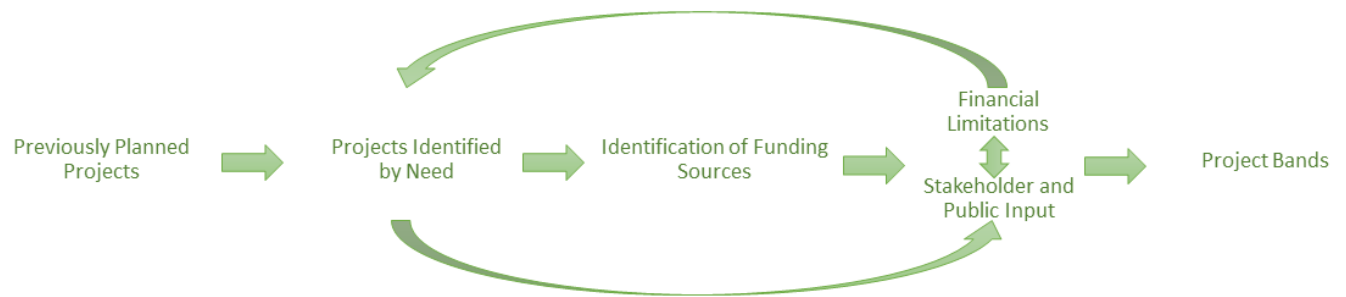 Previously Planned
Projects
Projects Identified
by Need
Identification of Funding
Sources
Financial
Limitations
Stakeholder and
Public Input
Project Bands